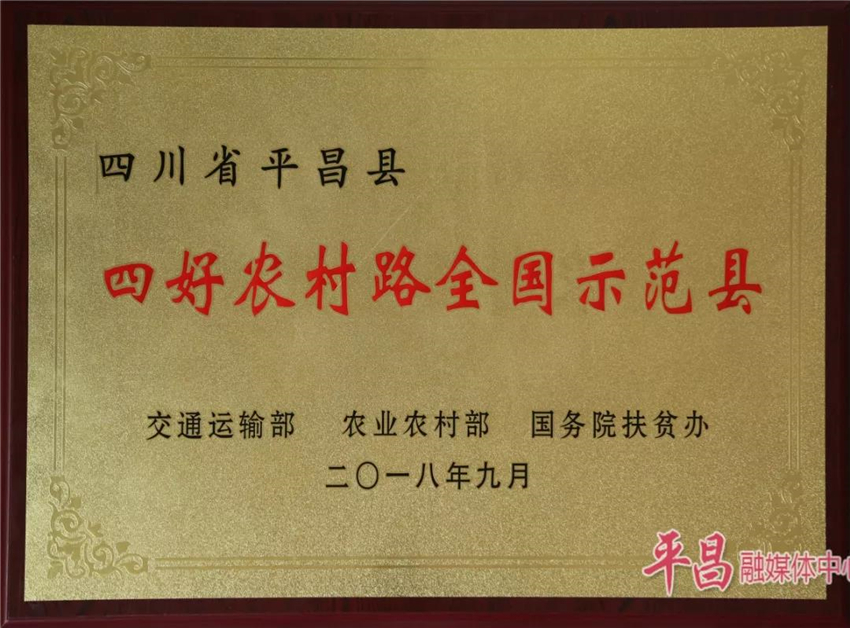 四川省平昌县
四好农村路全国示范县
交通运输部 农业农村部 国务院扶贫办
二〇一八年九月
平昌融媒体中心